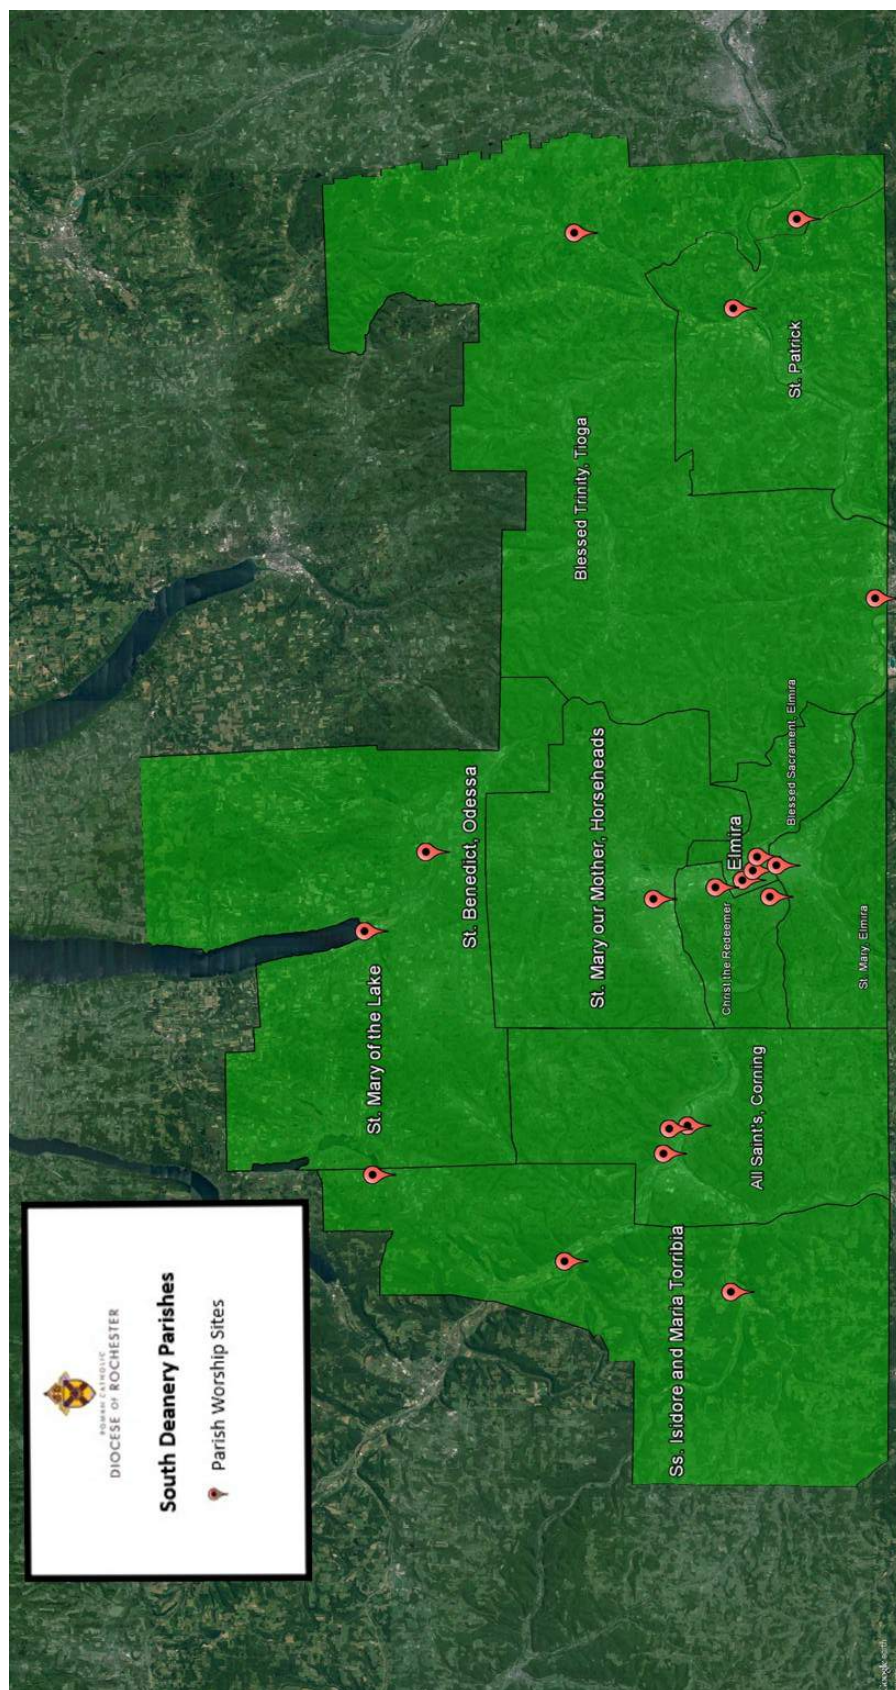 ROMAN CATHOLIC
DIOCESE OF ROCHESTER
South Deanery Parishes
Parish Worship Sites
St. Mary of the Lake
St. Benedict, Odessa
Blessed Trinity, Tioga
St. Mary our Mother, Horseheads
Ss. Isidore and Maria Torribia
Christ the Redeemer
Elmira
All Saint's, Corning
Blessed Sacrament, Elmira
St. Patrick
St. Mary, Elmira
Google earth